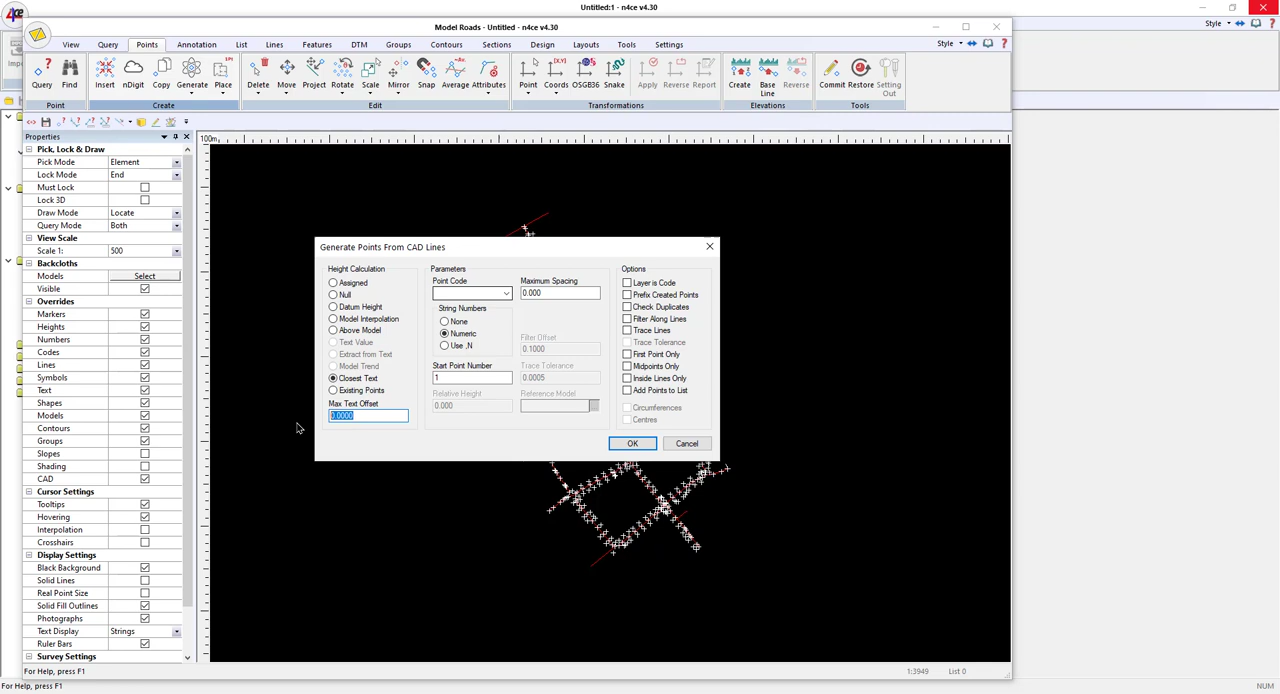 Untitled:1 - n4ce v4.30
n4ce
Style
Model Roads - Untitled - n4ce v4.30
View Query Points Annotation List Lines Features DTM Groups Contours Sections Design Layouts Tools Settings
Style
Query Find Insert nDigit Copy Generate Place Delete Move Project Rotate Scale Mirror Snap Average Attributes Point Coords OSGB36 Snake Apply Reverse Report Create Base Line Reverse Commit Restore Setting Out
Point Create Edit Transformations Elevations Tools
Properties
100m
Pick, Lock & Draw
Pick Mode Element
Lock Mode End
Must Lock
Lock 3D
Draw Mode Locate
Query Mode Both
View Scale
Scale 1: 500
Backcloths
Models Select
Visible
Overrides
Markers
Heights
Numbers
Codes
Lines
Symbols
Text
Shapes
Models
Contours
Groups
Slopes
Shading
CAD
Cursor Settings
Tooltips
Hovering
Interpolation
Crosshairs
Display Settings
Black Background
Solid Lines
Real Point Size
Solid Fill Outlines
Photographs
Text Display Strings
Ruler Bars
Survey Settings
Generate Points From CAD Lines
Height Calculation
Assigned
Null
Datum Height
Model Interpolation
Above Model
Text Value
Extract from Text
Model Trend
Closest Text
Existing Points
Max Text Offset
0.0000
Parameters
Point Code
Maximum Spacing
0.000
String Numbers
None
Numeric
Use .N
Filter Offset
0.1000
Start Point Number
1
Trace Tolerance
0.0005
Relative Height
0.000
Reference Model
Options
Layer is Code
Prefix Created Points
Check Duplicates
Filter Along Lines
Trace Lines
Trace Tolerance
First Point Only
Midpoints Only
Inside Lines Only
Add Points to List
Circumferences
Centres
OK Cancel
For Help, press F1
1:3949 List 0
For Help, press F1
NUM